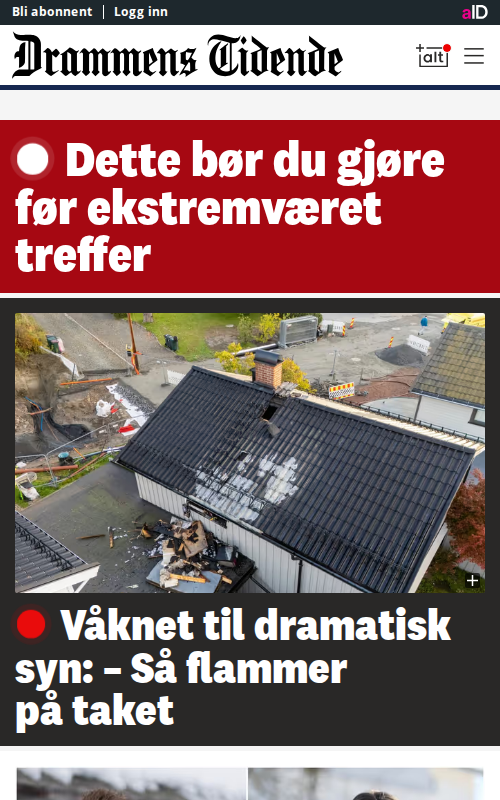 Bli abonnent | Logg inn
aID
Drammens Tidende
+alt
Dette bør du gjøre
før ekstremværet
treffer
Våknet til dramatisk
syn: – Så flammer
på taket